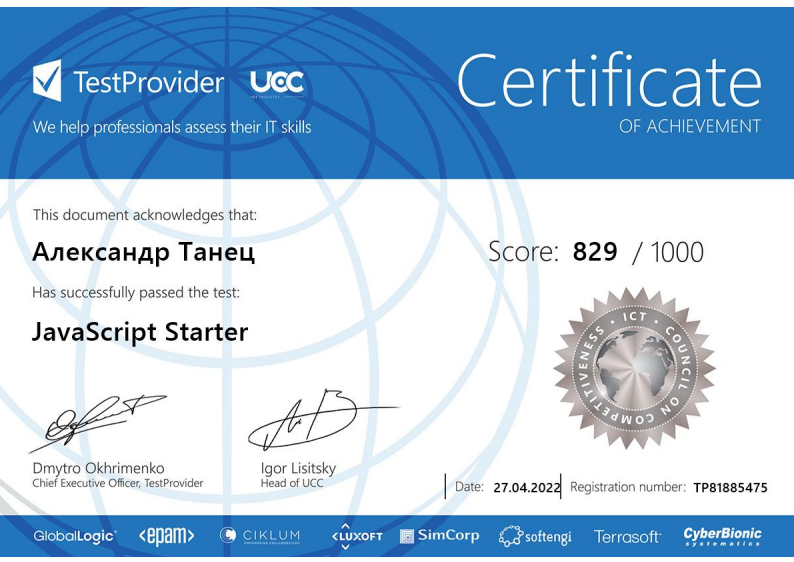 TestProvider UCC
We help professionals assess their IT skills
Certificate
OF ACHIEVEMENT
This document acknowledges that:
Александр Танец
Score: 829 / 1000
Has successfully passed the test:
JavaScript Starter
ICT · COUNCIL ON COMPETITIVENESS ·
Dmytro Okhrimenko
Chief Executive Officer, TestProvider
Igor Lisitsky
Head of UCC
Date: 27.04.2022 Registration number: TP81885475
GlobalLogic <epam> CIKLUM LUXOFT SimCorp softengi Terrasoft CyberBionic
systematics